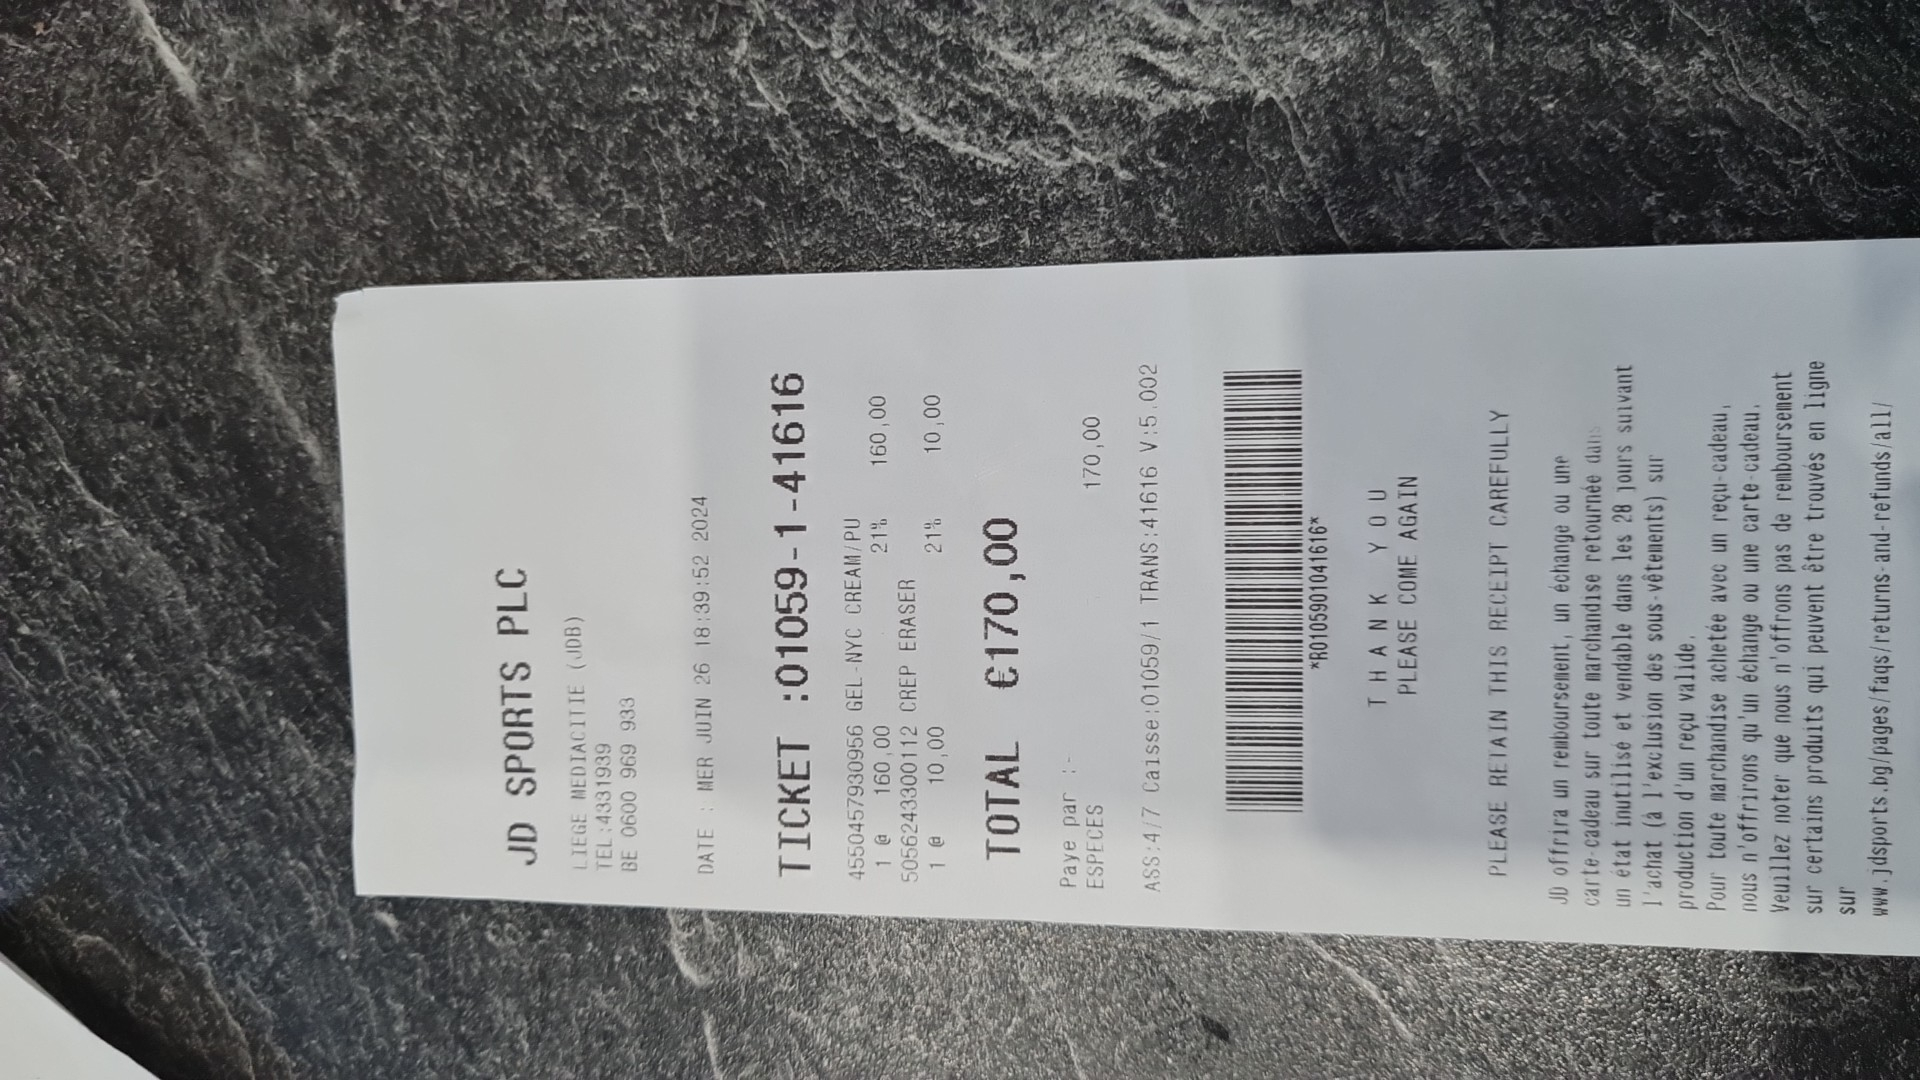 JD SPORTS PLC
LIEGE MEDIACITIE (JDB)
TEL:4331939
BE 0600 969 933
DATE : MER JUIN 26 18:39:52 2024
TICKET :01059-1-41616
4550457930956 GEL-NYC CREAM/PU
1 @ 160,00 21% 160,00
5056243300112 CREP ERASER
1 @ 10,00 21% 10,00
TOTAL €170,00
Paye par :-
ESPECES 170,00
ASS:4/7 Caisse:01059/1 TRANS:41616 V:5.002
*R0105901041616*
T H A N K Y O U
PLEASE COME AGAIN
PLEASE RETAIN THIS RECEIPT CAREFULLY
JD offrira un remboursement, un échange ou une
carte-cadeau sur toute marchandise retournée dans
un état inutilisé et vendable dans les 28 jours suivant
l'achat (à l'exclusion des sous-vêtements) sur
production d'un reçu valide.
Pour toute marchandise achetée avec un reçu-cadeau,
nous n'offrirons qu'un échange ou une carte-cadeau.
Veuillez noter que nous n'offrons pas de remboursement
sur certains produits qui peuvent être trouvés en ligne
sur
www.jdsports.bg/pages/faqs/returns-and-refunds/all/